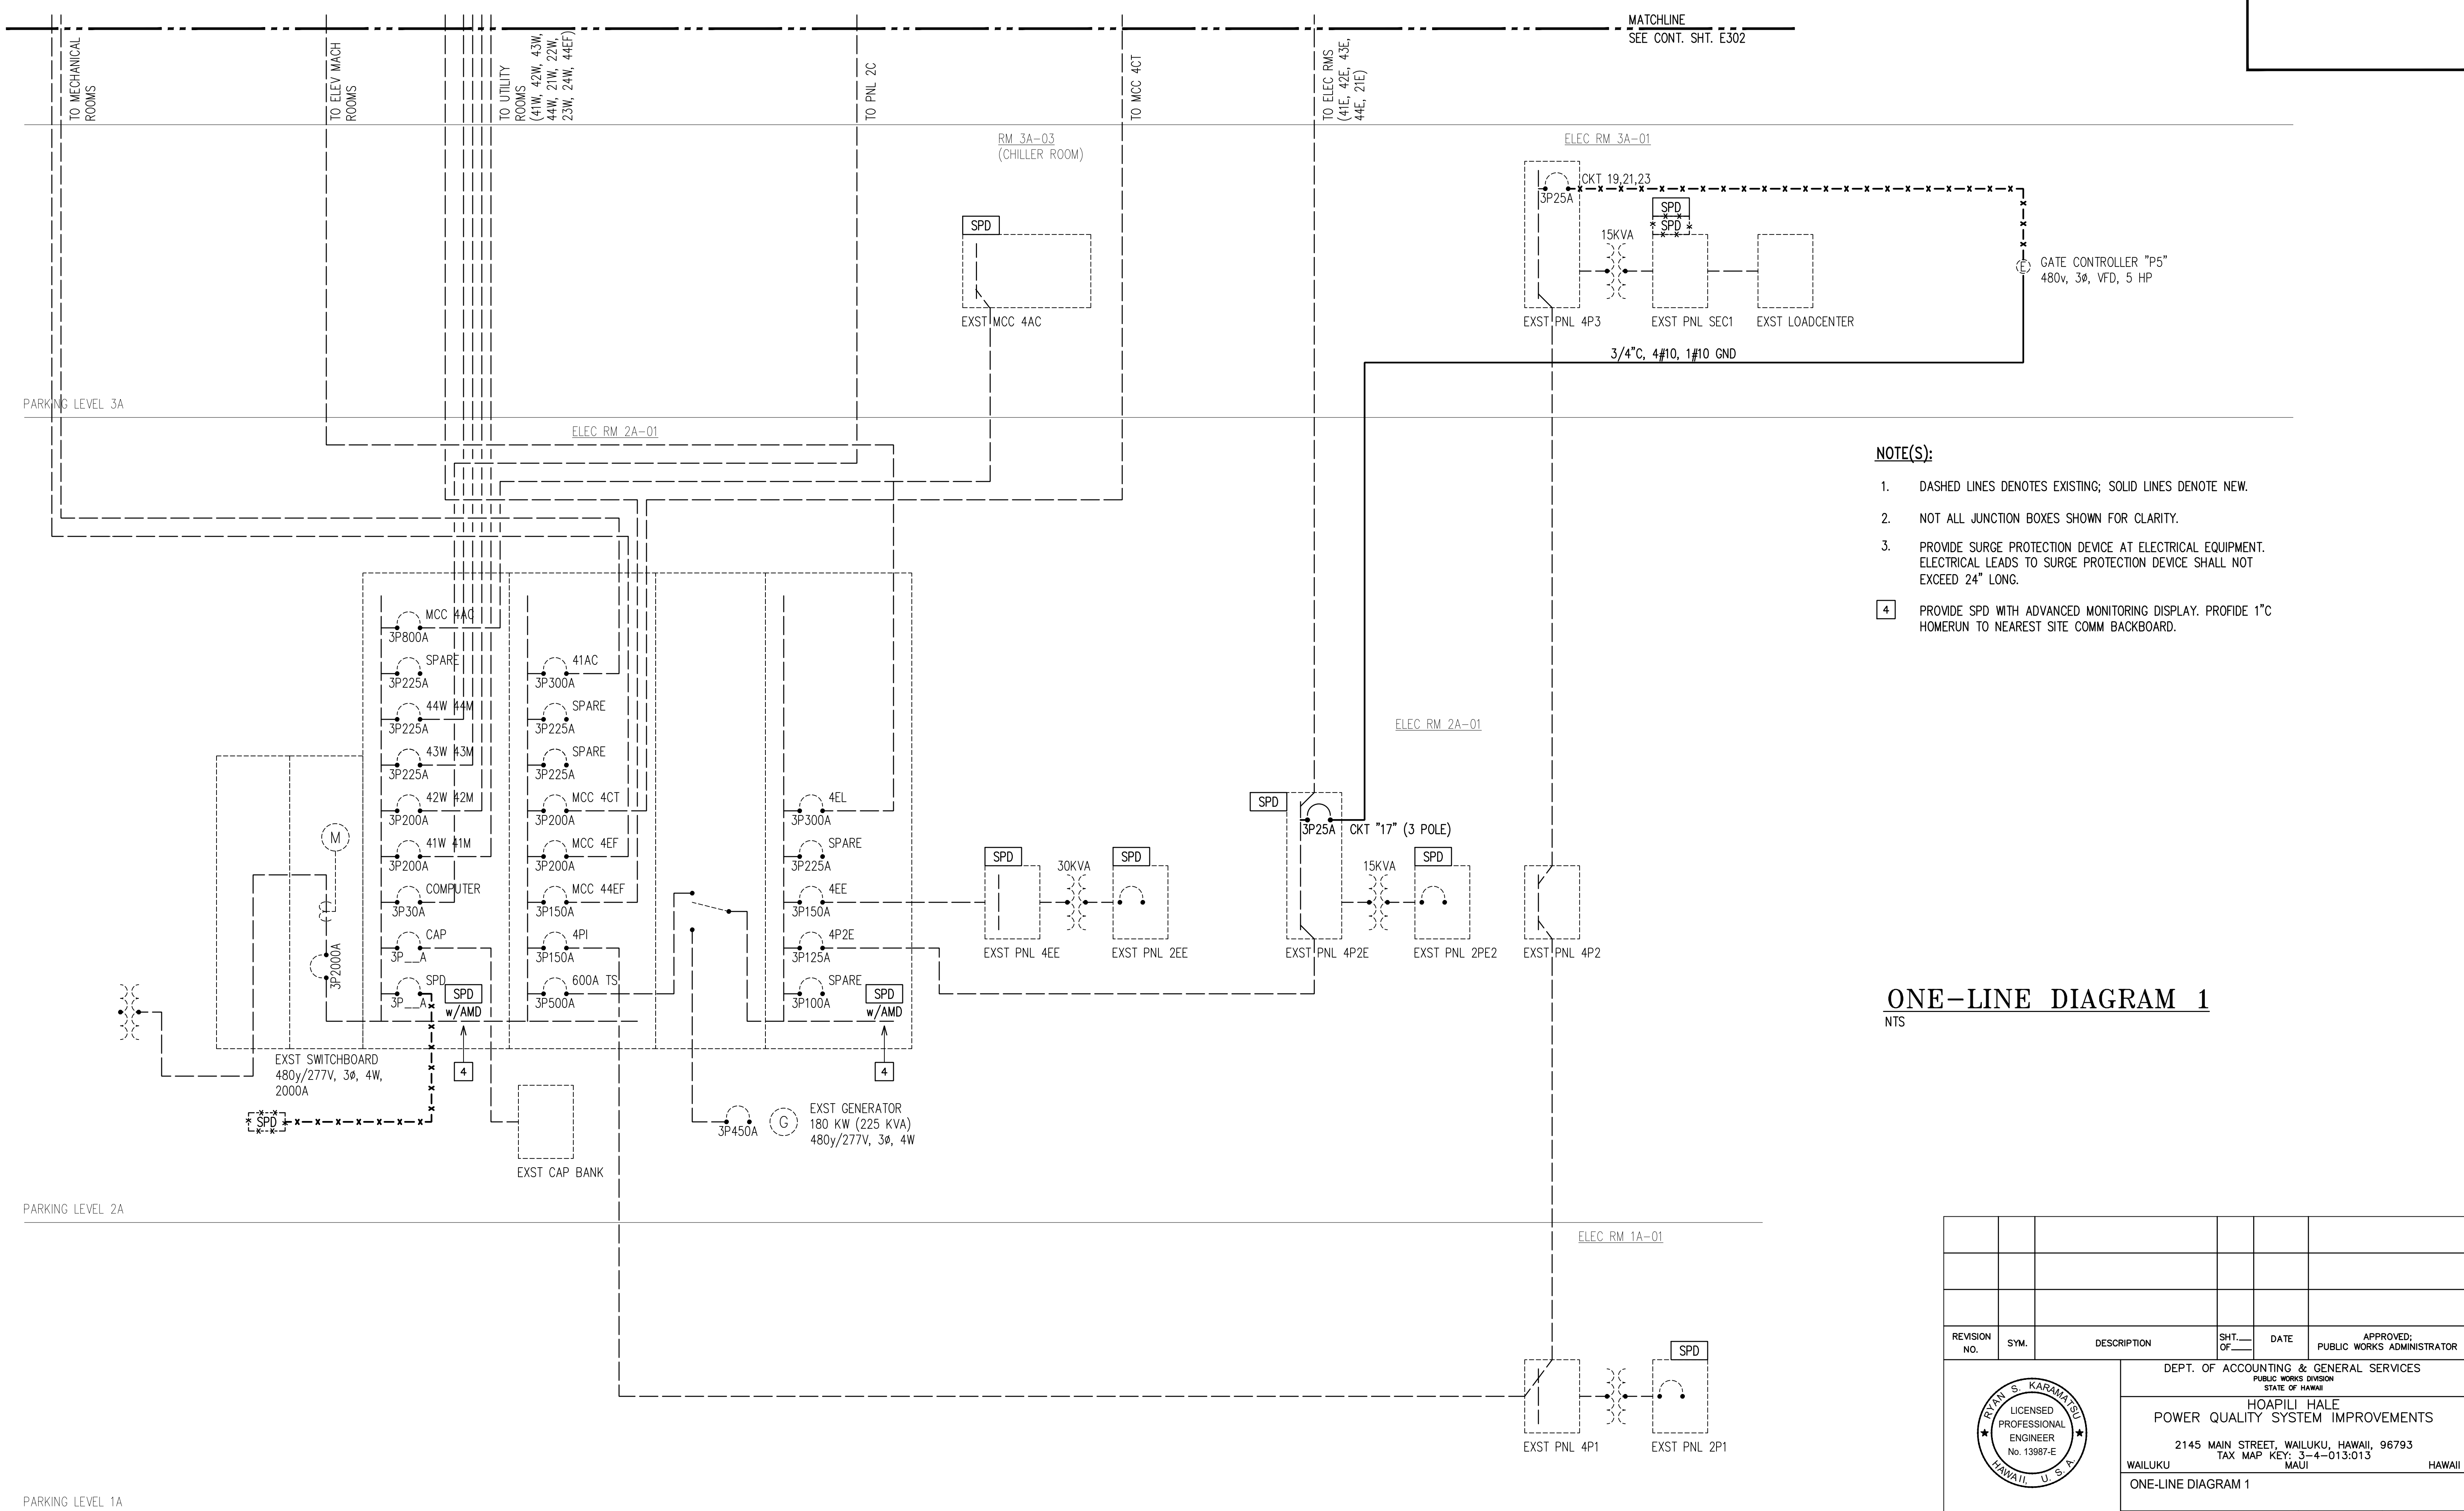 MATCHLINE
SEE CONT. SHT. E302
TO MECHANICAL
ROOMS
TO ELEV MACH
ROOMS
TO UTILITY
ROOMS
(41W, 42W, 43W,
44W, 21W, 22W,
23W, 24W, 44EF)
TO PNL 2C
TO MCC 4CT
TO ELEC RMS
(41E, 42E, 43E,
44E, 21E)
RM 3A-03
(CHILLER ROOM)
ELEC RM 3A-01
CKT 19,21,23
3P25A
SPD
SPD
SPD
15KVA
GATE CONTROLLER "P5"
480v, 3ø, VFD, 5 HP
E
EXST MCC 4AC
EXST PNL 4P3
EXST PNL SEC1
EXST LOADCENTER
3/4"C, 4#10, 1#10 GND
PARKING LEVEL 3A
ELEC RM 2A-01
NOTE(S):
1. DASHED LINES DENOTES EXISTING; SOLID LINES DENOTE NEW.
2. NOT ALL JUNCTION BOXES SHOWN FOR CLARITY.
3. PROVIDE SURGE PROTECTION DEVICE AT ELECTRICAL EQUIPMENT.
ELECTRICAL LEADS TO SURGE PROTECTION DEVICE SHALL NOT
EXCEED 24" LONG.
4 PROVIDE SPD WITH ADVANCED MONITORING DISPLAY. PROFIDE 1"C
HOMERUN TO NEAREST SITE COMM BACKBOARD.
MCC 4AC
3P800A
SPARE
3P225A
44W 44M
3P225A
43W 43M
3P225A
42W 42M
3P200A
41W 41M
3P200A
COMPUTER
3P30A
CAP
3P__A
SPD
3P__A
41AC
3P300A
SPARE
3P225A
SPARE
3P225A
MCC 4CT
3P200A
MCC 4EF
3P200A
MCC 44EF
3P150A
4PI
3P150A
600A TS
3P500A
4EL
3P300A
SPARE
3P225A
4EE
3P150A
4P2E
3P125A
SPARE
3P100A
M
3P2000A
SPD
w/AMD
4
SPD
w/AMD
4
ELEC RM 2A-01
SPD
3P25A
CKT "17" (3 POLE)
SPD
30KVA
SPD
15KVA
SPD
EXST PNL 4EE
EXST PNL 2EE
EXST PNL 4P2E
EXST PNL 2PE2
EXST PNL 4P2
ONE-LINE DIAGRAM 1
NTS
EXST SWITCHBOARD
480y/277V, 3ø, 4W,
2000A
SPD
EXST CAP BANK
3P450A
G
EXST GENERATOR
180 KW (225 KVA)
480y/277V, 3ø, 4W
PARKING LEVEL 2A
ELEC RM 1A-01
SPD
EXST PNL 4P1
EXST PNL 2P1
PARKING LEVEL 1A
REVISION
NO.
SYM.
DESCRIPTION
SHT.___
OF____
DATE
APPROVED;
PUBLIC WORKS ADMINISTRATOR
DEPT. OF ACCOUNTING & GENERAL SERVICES
PUBLIC WORKS DIVISION
STATE OF HAWAII
HOAPILI HALE
POWER QUALITY SYSTEM IMPROVEMENTS
2145 MAIN STREET, WAILUKU, HAWAII, 96793
TAX MAP KEY: 3-4-013:013
WAILUKU MAUI HAWAII
ONE-LINE DIAGRAM 1
RYAN S. KARAMATSU
LICENSED
PROFESSIONAL
ENGINEER
No. 13987-E
HAWAII, U. S. A.